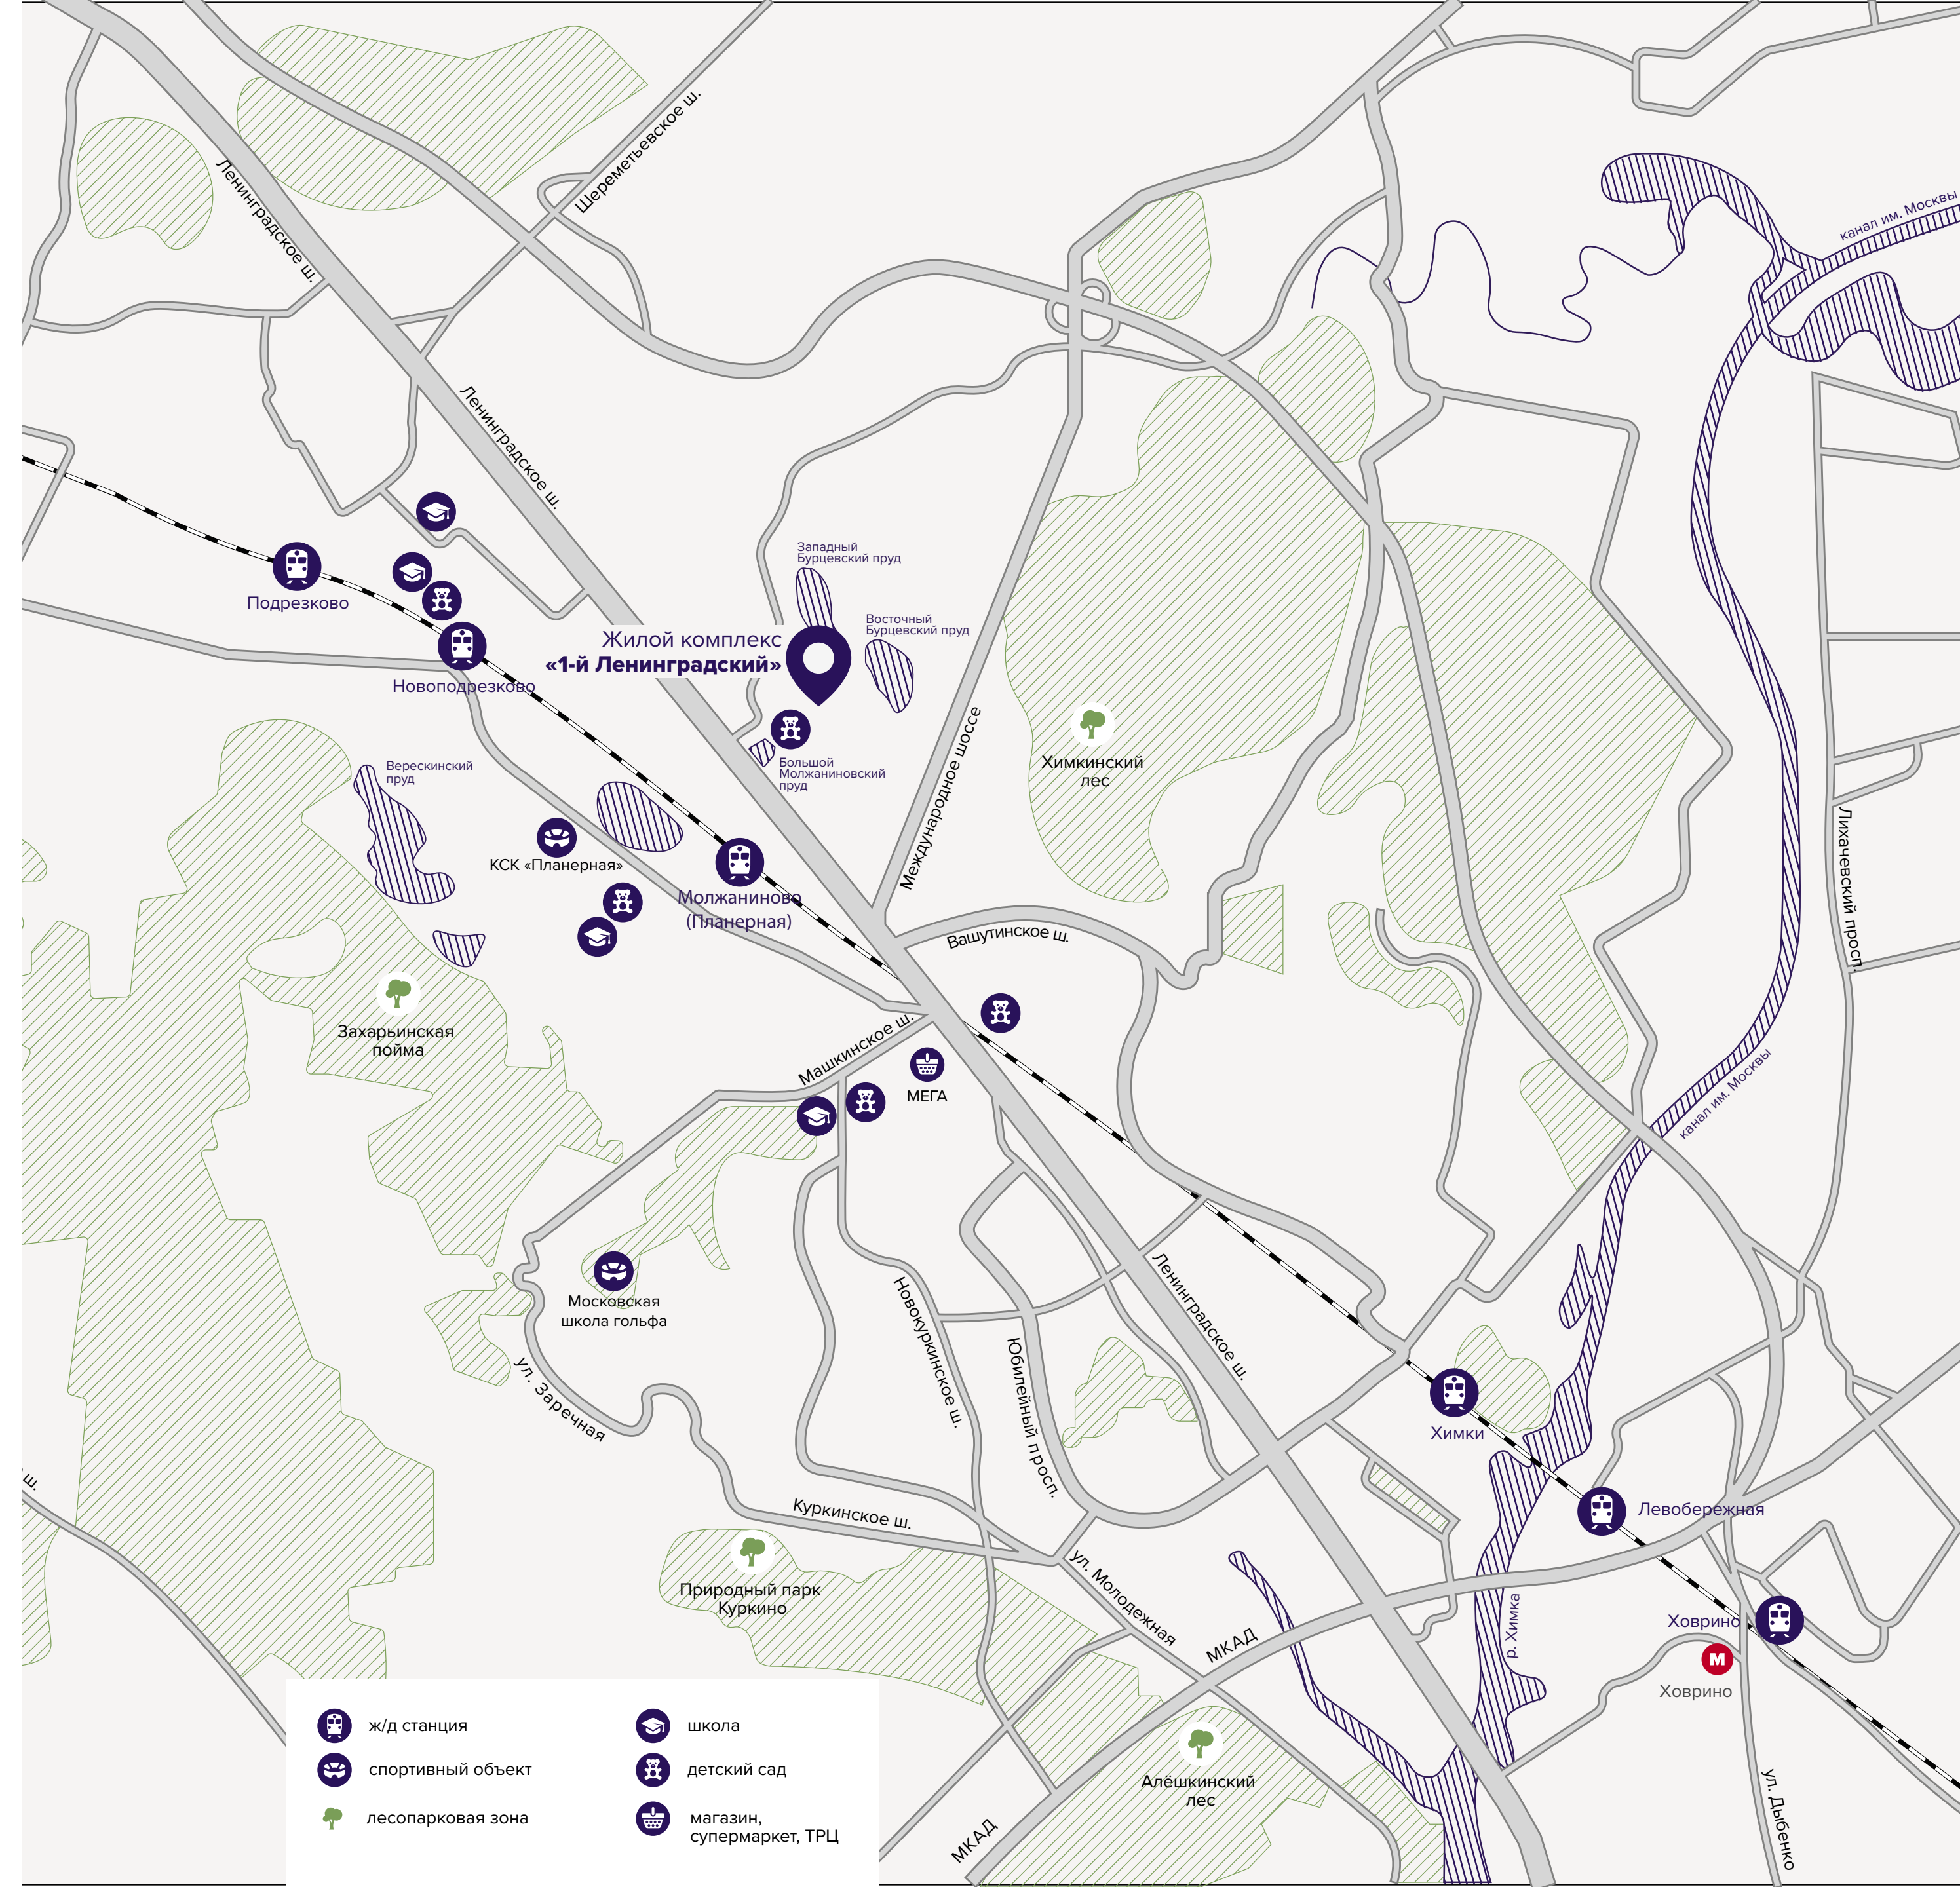 Шереметьевское ш.
Ленинградское ш.
канал им. Москвы
Ленинградское ш.
Западный
Бурцевский пруд
Восточный
Бурцевский пруд
Подрезково
Жилой комплекс
«1-й Ленинградский»
Новоподрезково
Международное шоссе
Химкинский
лес
Верескинский
пруд
Большой
Молжаниновский
пруд
КСК «Планерная»
Молжаниново
(Планерная)
Лихачевский просп.
Вашутинское ш.
Захарьинская
пойма
Машкинское ш.
МЕГА
канал им. Москвы
Московская
школа гольфа
Новокуркинское ш.
Ленинградское ш.
Юбилейный просп.
ул. Заречная
Химки
ш.
Куркинское ш.
Левобережная
ул. Молодежная
Природный парк
Куркино
МКАД
р. Химка
Ховрино
М
Ховрино
ж/д станция
школа
спортивный объект
детский сад
лесопарковая зона
магазин,
супермаркет, ТРЦ
Алёшкинский
лес
МКАД
ул. Дыбенко